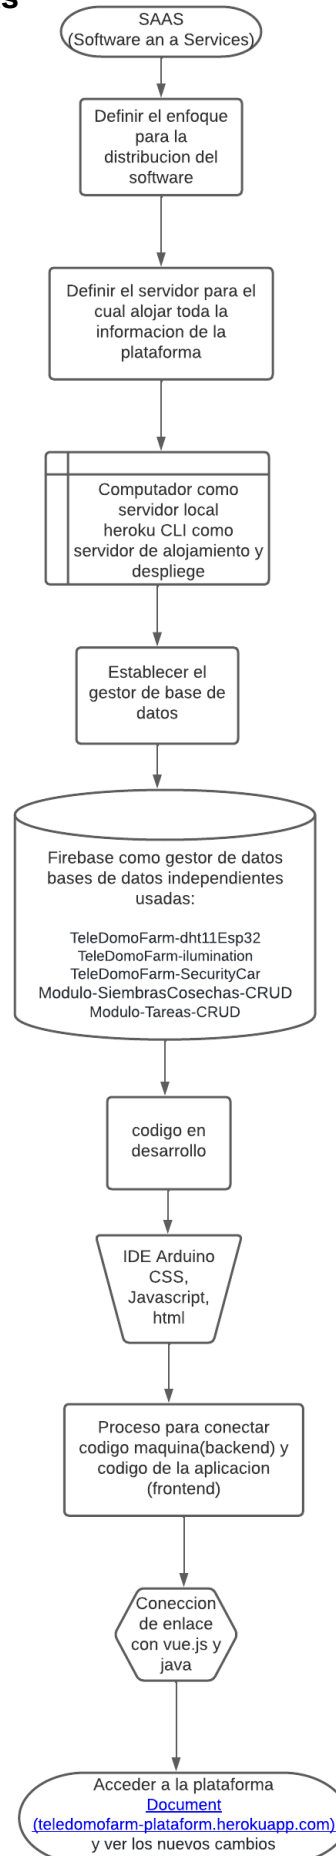 SAAS
(Software an a Services)
Definir el enfoque
para la
distribucion del
software
Definir el servidor para el
cual alojar toda la
informacion de la
plataforma
Computador como
servidor local
heroku CLI como
servidor de alojamiento y
despliege
Establecer el
gestor de base de
datos
Firebase como gestor de datos
bases de datos independientes
usadas:
TeleDomoFarm-dht11Esp32
TeleDomoFarm-ilumination
TeleDomoFarm-SecurityCar
Modulo-SiembrasCosechas-CRUD
Modulo-Tareas-CRUD
codigo en
desarrollo
IDE Arduino
CSS,
Javascript,
html
Proceso para conectar
codigo maquina(backend) y
codigo de la aplicacion
(frontend)
Coneccion
de enlace
con vue.js y
java
Acceder a la plataforma
Document
(teledomofarm-plataform.herokuapp.com)
y ver los nuevos cambios